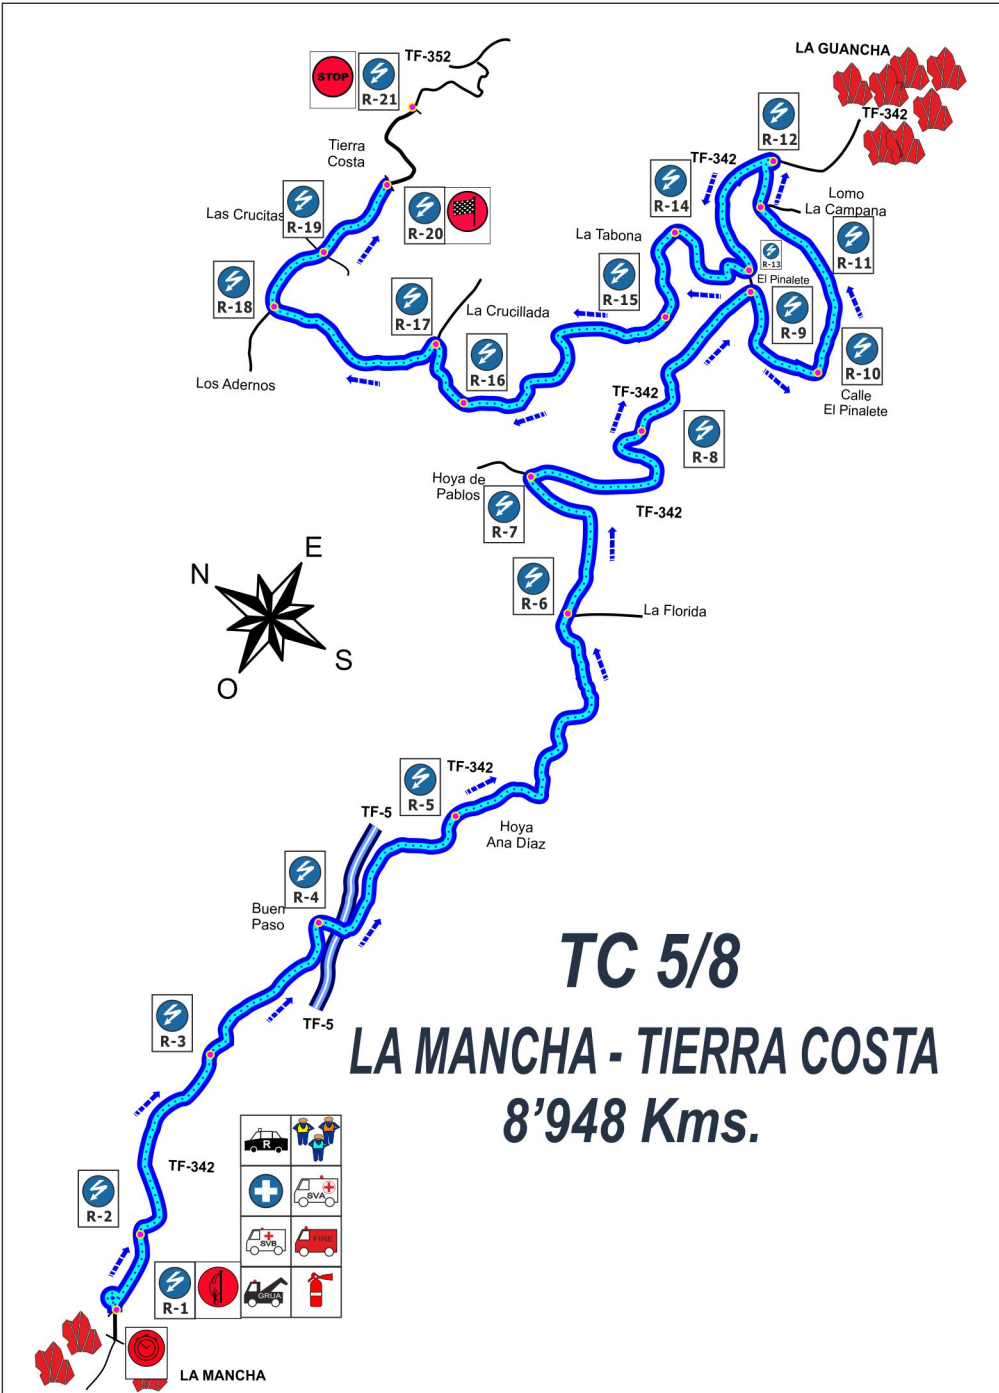 LA GUANCHA
TF-352
STOP
R-21
TF-342
R-12
Tierra
Costa
TF-342
R-14
Lomo
La Campana
Las Crucitas
R-19
R-20
La Tabona
R-11
R-13
El Pinalete
R-18
R-17
La Crucillada
R-15
R-9
R-16
R-10
Los Adernos
TF-342
Calle
El Pinalete
R-8
Hoya de
Pablos
TF-342
R-7
E
N
R-6
La Florida
S
O
TF-342
R-5
TF-5
Hoya
Ana Díaz
R-4
Buen
Paso
TC 5/8
TF-5
R-3
LA MANCHA - TIERRA COSTA
8'948 Kms.
R
TF-342
SVA
R-2
SVB
FIRE
R-1
GRUA
LA MANCHA